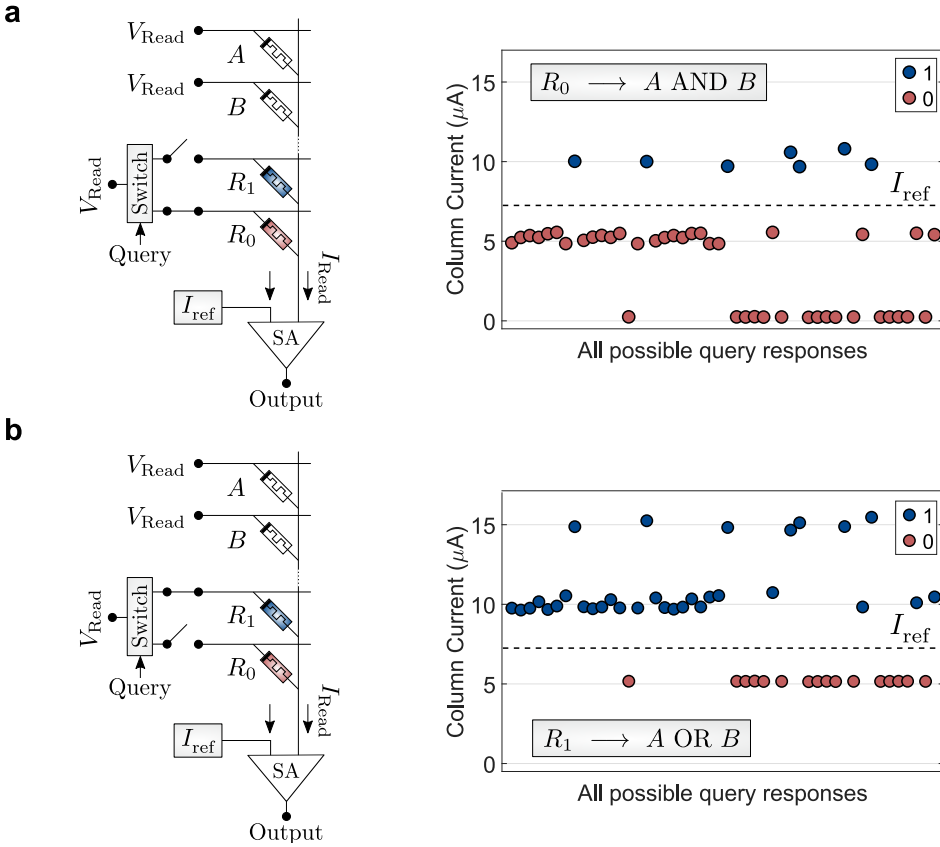 a
V_Read
A
V_Read
B
V_Read
Switch
R_1
R_0
Query
I_Read
I_ref
SA
Output
Column Current (μA)
15
10
5
0
R_0 → A AND B
1
0
I_ref
All possible query responses
b
V_Read
A
V_Read
B
V_Read
Switch
R_1
R_0
Query
I_Read
I_ref
SA
Output
Column Current (μA)
15
10
5
0
1
0
I_ref
R_1 → A OR B
All possible query responses